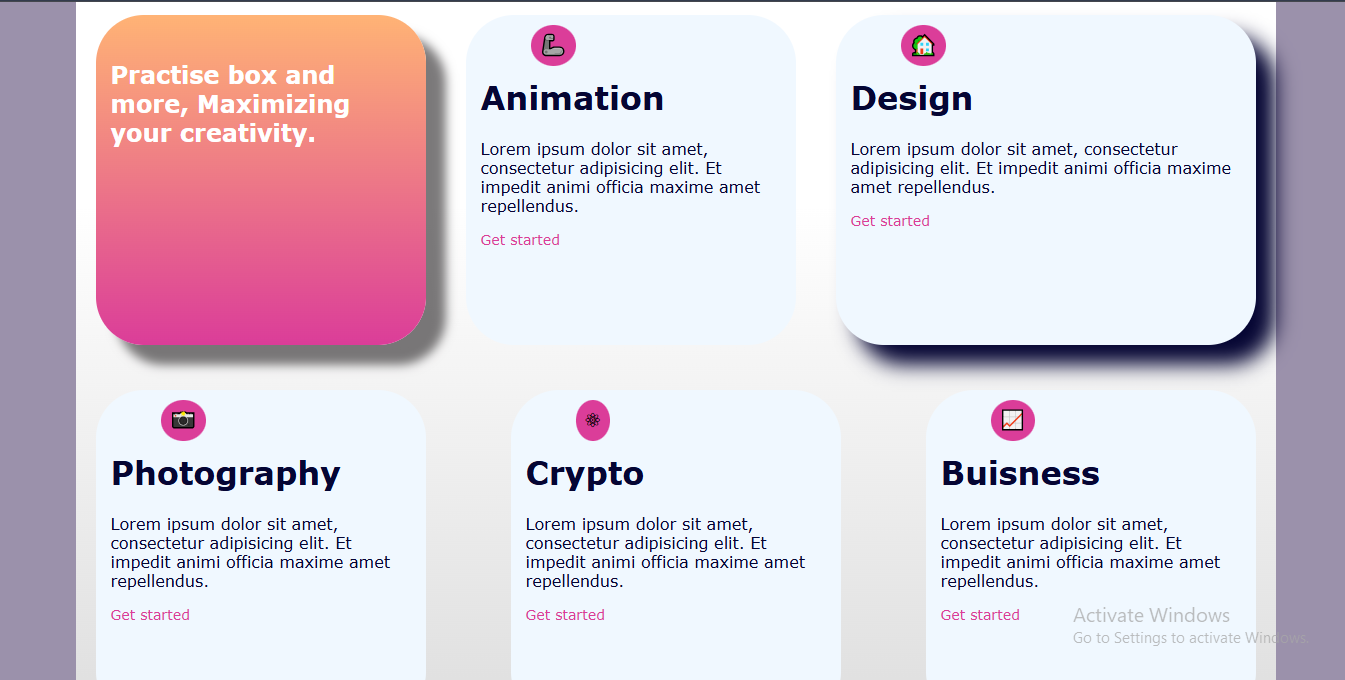 Practise box and
more, Maximizing
your creativity.
Animation
Lorem ipsum dolor sit amet,
consectetur adipisicing elit. Et
impedit animi officia maxime amet
repellendus.
Get started
Design
Lorem ipsum dolor sit amet, consectetur
adipisicing elit. Et impedit animi officia maxime
amet repellendus.
Get started
Photography
Lorem ipsum dolor sit amet,
consectetur adipisicing elit. Et
impedit animi officia maxime amet
repellendus.
Get started
Crypto
Lorem ipsum dolor sit amet,
consectetur adipisicing elit. Et
impedit animi officia maxime amet
repellendus.
Get started
Buisness
Lorem ipsum dolor sit amet,
consectetur adipisicing elit. Et
impedit animi officia maxime amet
repellendus.
Get started
Activate Windows
Go to Settings to activate Windows.